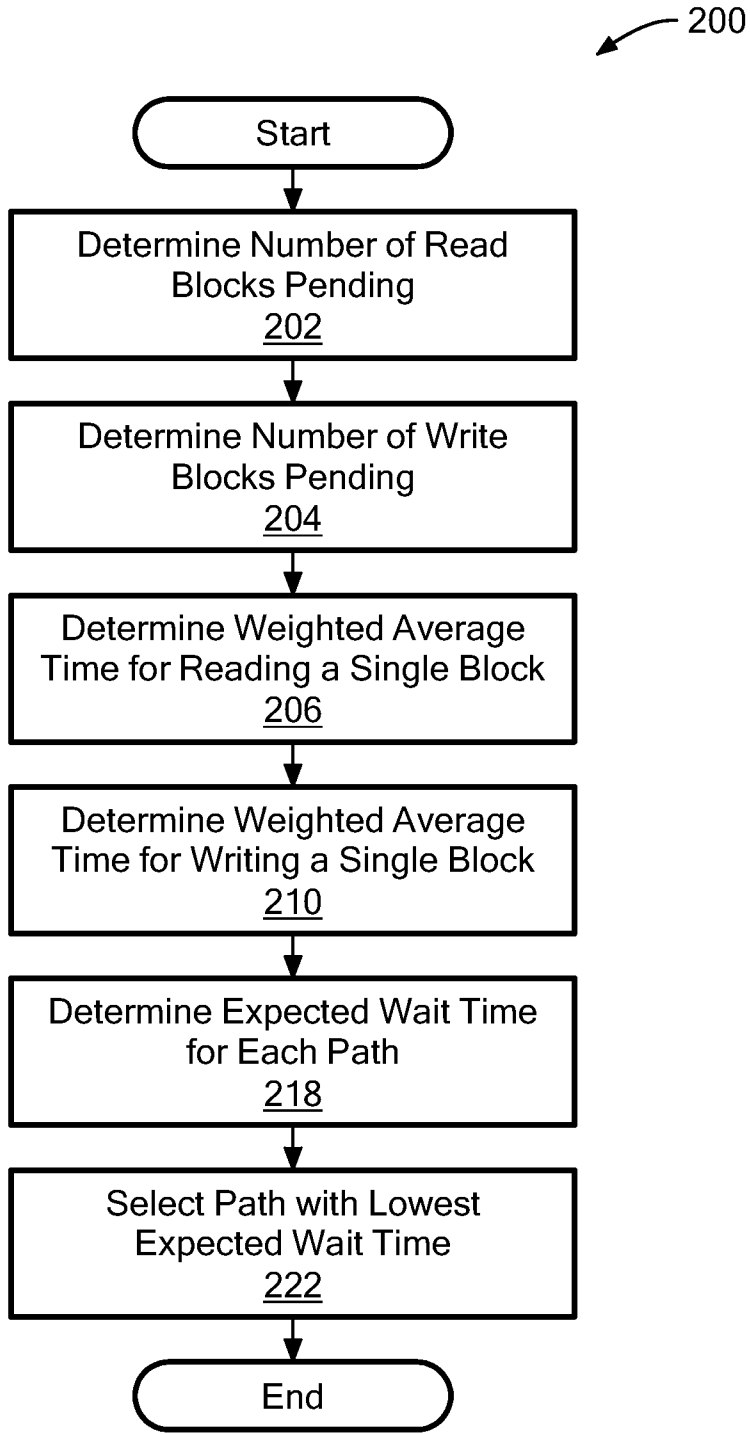 200
Start
Determine Number of Read
Blocks Pending
202
Determine Number of Write
Blocks Pending
204
Determine Weighted Average
Time for Reading a Single Block
206
Determine Weighted Average
Time for Writing a Single Block
210
Determine Expected Wait Time
for Each Path
218
Select Path with Lowest
Expected Wait Time
222
End